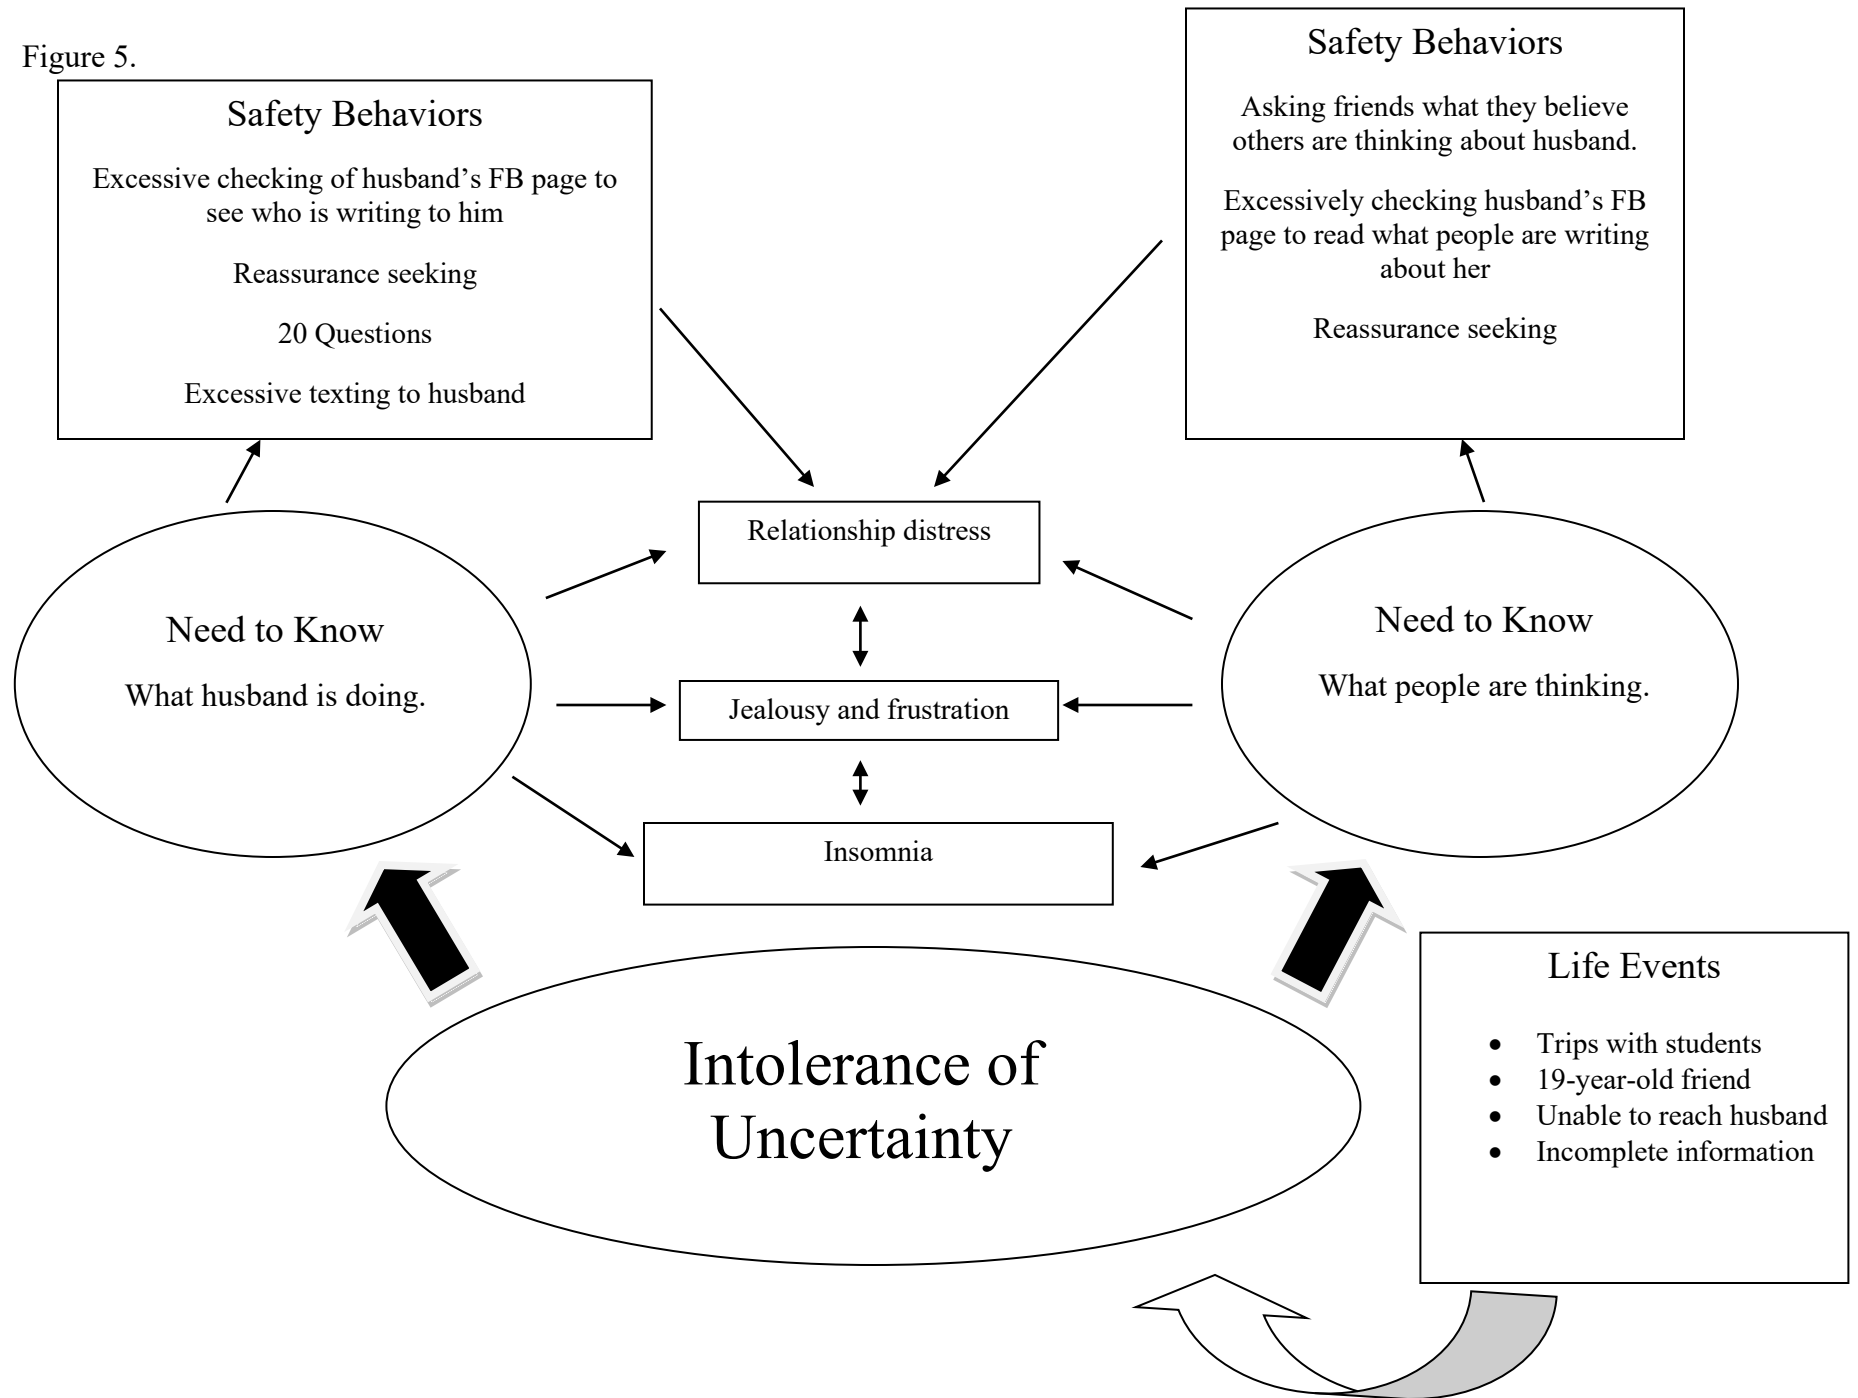 Figure 5.
Safety Behaviors
Excessive checking of husband’s FB page to
see who is writing to him
Reassurance seeking
20 Questions
Excessive texting to husband
Safety Behaviors
Asking friends what they believe
others are thinking about husband.
Excessively checking husband’s FB
page to read what people are writing
about her
Reassurance seeking
Relationship distress
Need to Know
What husband is doing.
Jealousy and frustration
Need to Know
What people are thinking.
Insomnia
Intolerance of
Uncertainty
Life Events
● Trips with students
● 19-year-old friend
● Unable to reach husband
● Incomplete information